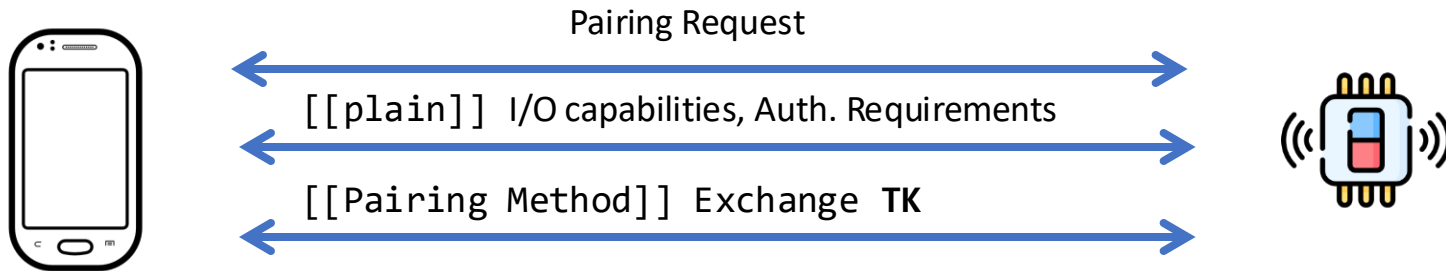 Pairing Request
[[plain]] I/O capabilities, Auth. Requirements
[[Pairing Method]] Exchange TK